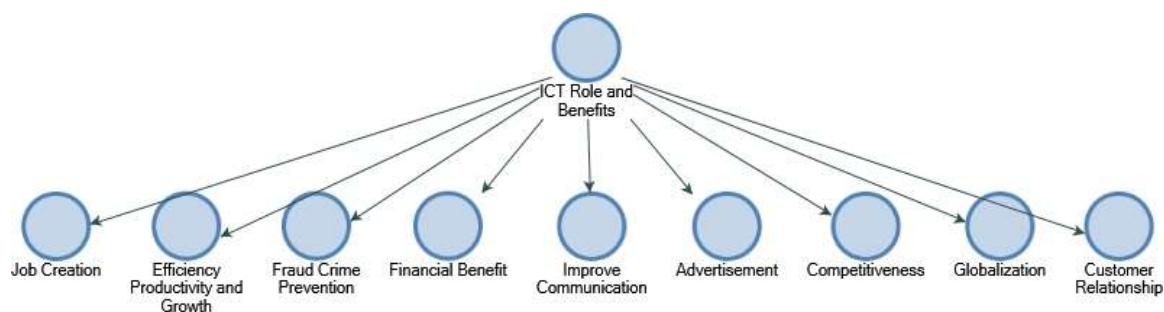 ICT Role and
Benefits
Job Creation
Efficiency
Productivity and
Growth
Fraud Crime
Prevention
Financial Benefit
Improve
Communication
Advertisement
Competitiveness
Globalization
Customer
Relationship